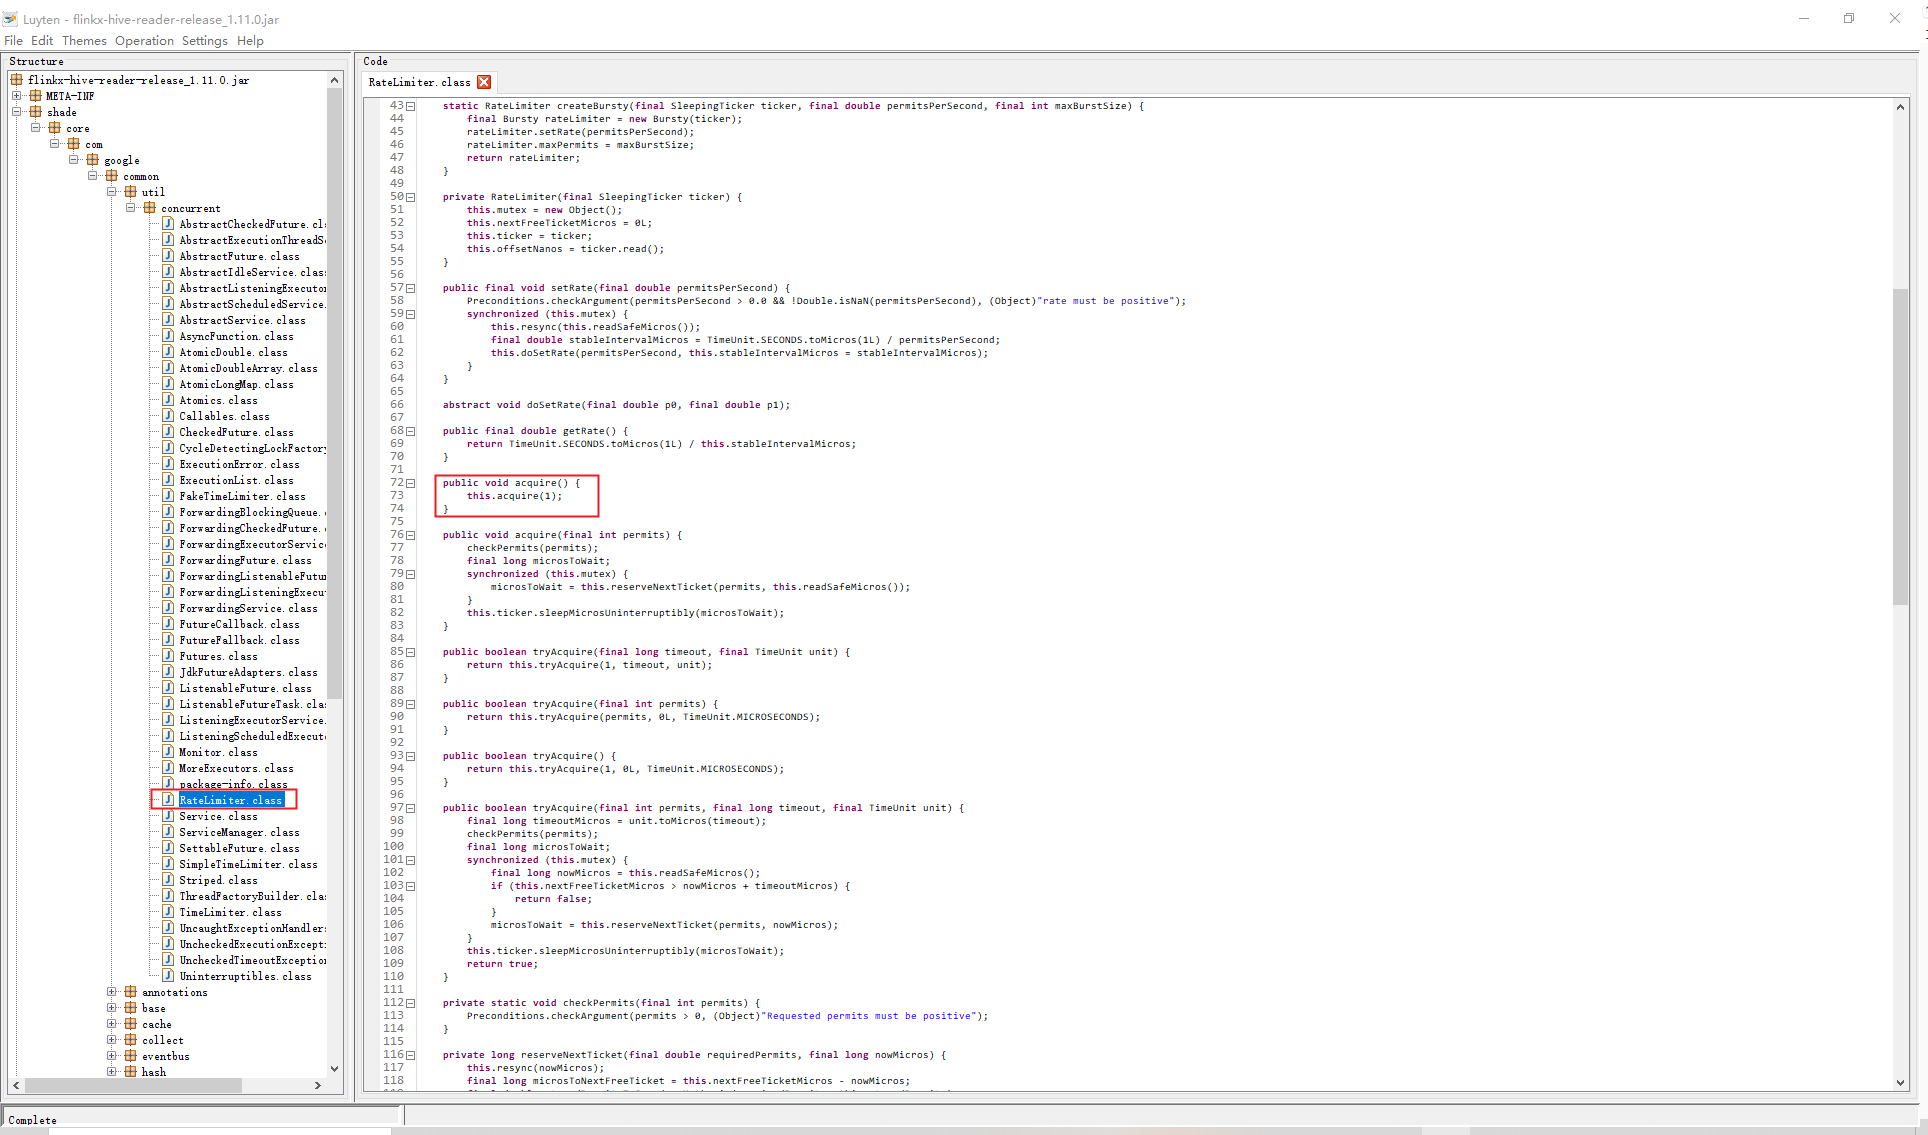 Luyten - flinkx-hive-reader-release_1.11.0.jar
File Edit Themes Operation Settings Help
Structure
flinkx-hive-reader-release_1.11.0.jar
META-INF
shade
core
com
google
common
util
concurrent
AbstractCheckedFuture.cl
AbstractExecutionThreadS
AbstractFuture.class
AbstractIdleService.class
AbstractListeningExecutor
AbstractScheduledService.
AbstractService.class
AsyncFunction.class
AtomicDouble.class
AtomicDoubleArray.class
AtomicLongMap.class
Atomics.class
Callables.class
CheckedFuture.class
CycleDetectingLockFactory
ExecutionError.class
ExecutionList.class
FakeTimeLimiter.class
ForwardingBlockingQueue.
ForwardingCheckedFuture.
ForwardingExecutorService
ForwardingFuture.class
ForwardingListenableFutur
ForwardingListeningExecut
ForwardingService.class
FutureCallback.class
FutureFallback.class
Futures.class
JdkFutureAdapters.class
ListenableFuture.class
ListenableFutureTask.clas
ListeningExecutorService.
ListeningScheduledExecuto
Monitor.class
MoreExecutors.class
package-info.class
RateLimiter.class
Service.class
ServiceManager.class
SettableFuture.class
SimpleTimeLimiter.class
Striped.class
ThreadFactoryBuilder.clas
TimeLimiter.class
UncaughtExceptionHandlers
UncheckedExecutionExcepti
UncheckedTimeoutException
Uninterruptibles.class
annotations
base
cache
collect
eventbus
hash
Code
RateLimiter.class
43 static RateLimiter createBursty(final SleepingTicker ticker, final double permitsPerSecond, final int maxBurstSize) {
44 final Bursty rateLimiter = new Bursty(ticker);
45 rateLimiter.setRate(permitsPerSecond);
46 rateLimiter.maxPermits = maxBurstSize;
47 return rateLimiter;
48 }
49
50 private RateLimiter(final SleepingTicker ticker) {
51 this.mutex = new Object();
52 this.nextFreeTicketMicros = 0L;
53 this.ticker = ticker;
54 this.offsetNanos = ticker.read();
55 }
56
57 public final void setRate(final double permitsPerSecond) {
58 Preconditions.checkArgument(permitsPerSecond > 0.0 && !Double.isNaN(permitsPerSecond), (Object)"rate must be positive");
59 synchronized (this.mutex) {
60 this.resync(this.readSafeMicros());
61 final double stableIntervalMicros = TimeUnit.SECONDS.toMicros(1L) / permitsPerSecond;
62 this.doSetRate(permitsPerSecond, this.stableIntervalMicros = stableIntervalMicros);
63 }
64 }
65
66 abstract void doSetRate(final double p0, final double p1);
67
68 public final double getRate() {
69 return TimeUnit.SECONDS.toMicros(1L) / this.stableIntervalMicros;
70 }
71
72 public void acquire() {
73 this.acquire(1);
74 }
75
76 public void acquire(final int permits) {
77 checkPermits(permits);
78 final long microsToWait;
79 synchronized (this.mutex) {
80 microsToWait = this.reserveNextTicket(permits, this.readSafeMicros());
81 }
82 this.ticker.sleepMicrosUninterruptibly(microsToWait);
83 }
84
85 public boolean tryAcquire(final long timeout, final TimeUnit unit) {
86 return this.tryAcquire(1, timeout, unit);
87 }
88
89 public boolean tryAcquire(final int permits) {
90 return this.tryAcquire(permits, 0L, TimeUnit.MICROSECONDS);
91 }
92
93 public boolean tryAcquire() {
94 return this.tryAcquire(1, 0L, TimeUnit.MICROSECONDS);
95 }
96
97 public boolean tryAcquire(final int permits, final long timeout, final TimeUnit unit) {
98 final long timeoutMicros = unit.toMicros(timeout);
99 checkPermits(permits);
100 final long microsToWait;
101 synchronized (this.mutex) {
102 final long nowMicros = this.readSafeMicros();
103 if (this.nextFreeTicketMicros > nowMicros + timeoutMicros) {
104 return false;
105 }
106 microsToWait = this.reserveNextTicket(permits, nowMicros);
107 }
108 this.ticker.sleepMicrosUninterruptibly(microsToWait);
109 return true;
110 }
111
112 private static void checkPermits(final int permits) {
113 Preconditions.checkArgument(permits > 0, (Object)"Requested permits must be positive");
114 }
115
116 private long reserveNextTicket(final double requiredPermits, final long nowMicros) {
117 this.resync(nowMicros);
118 final long microsToNextFreeTicket = this.nextFreeTicketMicros - nowMicros;
Complete